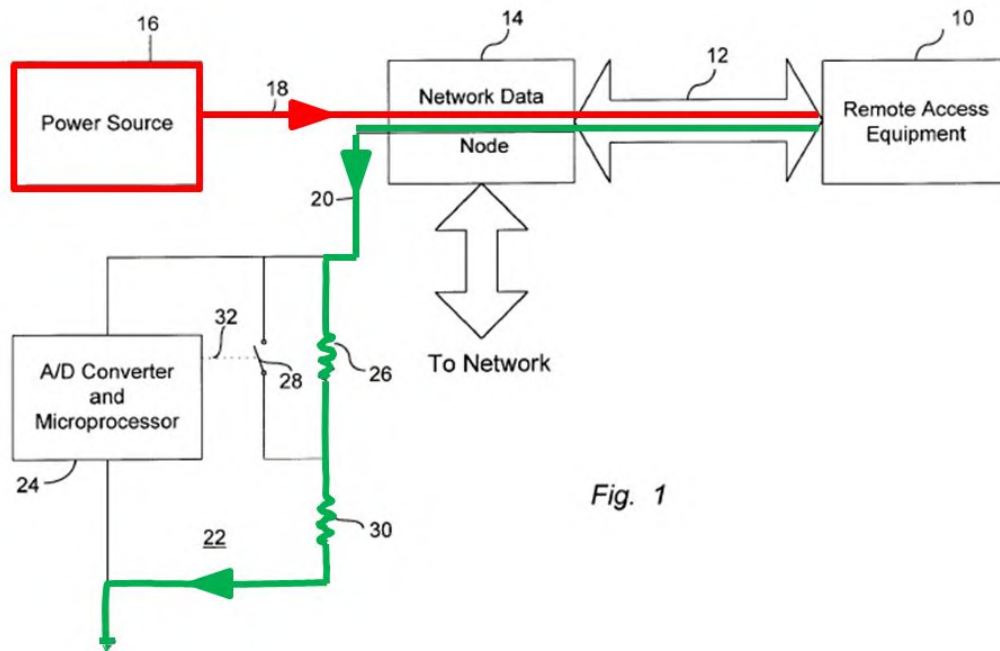 16
14
10
12
Power Source
18
Network Data
Node
Remote Access
Equipment
20
32
28
26
To Network
A/D Converter
and
Microprocessor
24
30
22
Fig. 1